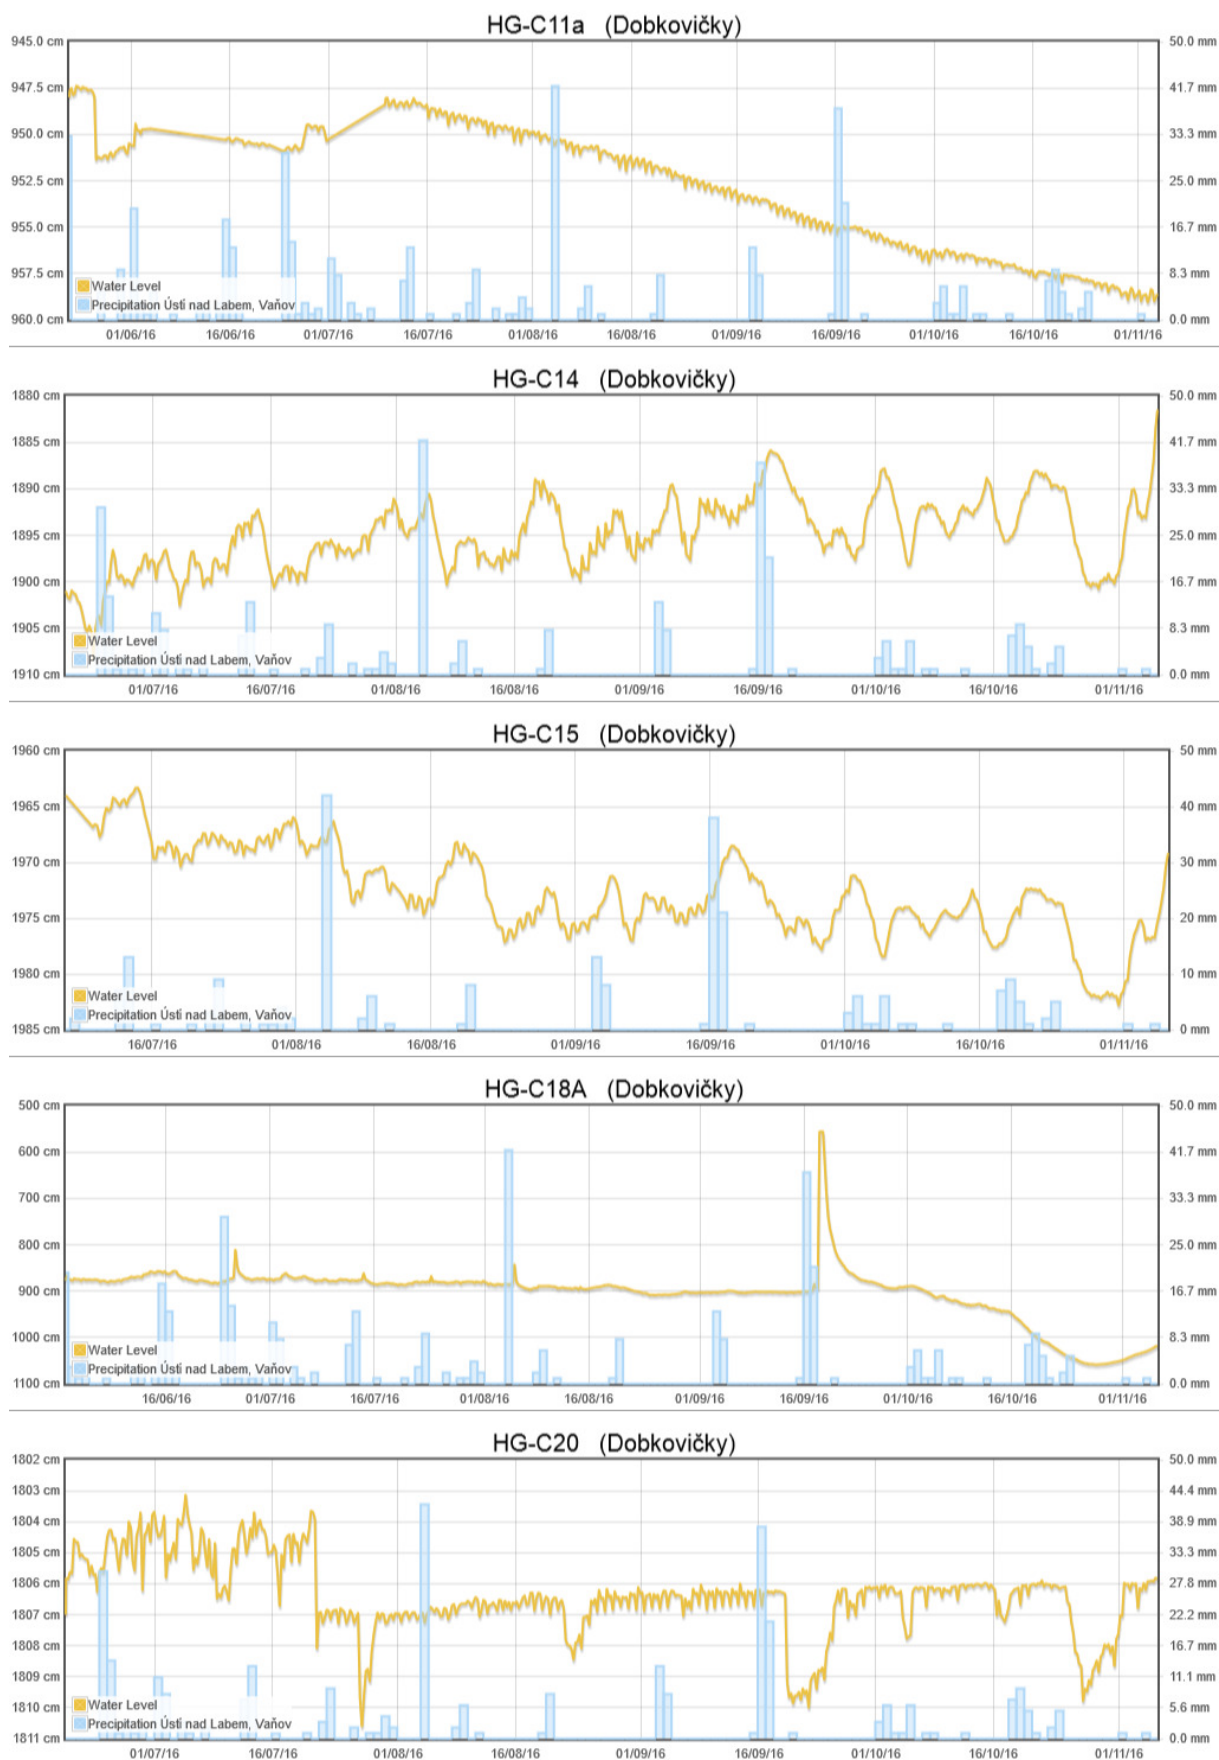 HG-C11a (Dobkovičky)
945.0 cm 50.0 mm
947.5 cm 41.7 mm
950.0 cm 33.3 mm
952.5 cm 25.0 mm
955.0 cm 16.7 mm
957.5 cm 8.3 mm
Water Level
Precipitation Ústí nad Labem, Vaňov
960.0 cm 0.0 mm
01/06/16 16/06/16 01/07/16 16/07/16 01/08/16 16/08/16 01/09/16 16/09/16 01/10/16 16/10/16 01/11/16
HG-C14 (Dobkovičky)
1880 cm 50.0 mm
1885 cm 41.7 mm
1890 cm 33.3 mm
1895 cm 25.0 mm
1900 cm 16.7 mm
1905 cm 8.3 mm
Water Level
Precipitation Ústí nad Labem, Vaňov
1910 cm 0.0 mm
01/07/16 16/07/16 01/08/16 16/08/16 01/09/16 16/09/16 01/10/16 16/10/16 01/11/16
HG-C15 (Dobkovičky)
1960 cm 50 mm
1965 cm 40 mm
1970 cm 30 mm
1975 cm 20 mm
1980 cm 10 mm
Water Level
Precipitation Ústí nad Labem, Vaňov
1985 cm 0 mm
16/07/16 01/08/16 16/08/16 01/09/16 16/09/16 01/10/16 16/10/16 01/11/16
HG-C18A (Dobkovičky)
500 cm 50.0 mm
600 cm 41.7 mm
700 cm 33.3 mm
800 cm 25.0 mm
900 cm 16.7 mm
1000 cm 8.3 mm
Water Level
Precipitation Ústí nad Labem, Vaňov
1100 cm 0.0 mm
16/06/16 01/07/16 16/07/16 01/08/16 16/08/16 01/09/16 16/09/16 01/10/16 16/10/16 01/11/16
HG-C20 (Dobkovičky)
1802 cm 50.0 mm
1803 cm 44.4 mm
1804 cm 38.9 mm
1805 cm 33.3 mm
1806 cm 27.8 mm
1807 cm 22.2 mm
1808 cm 16.7 mm
1809 cm 11.1 mm
Water Level
1810 cm 5.6 mm
Precipitation Ústí nad Labem, Vaňov
1811 cm 0.0 mm
01/07/16 16/07/16 01/08/16 16/08/16 01/09/16 16/09/16 01/10/16 16/10/16 01/11/16